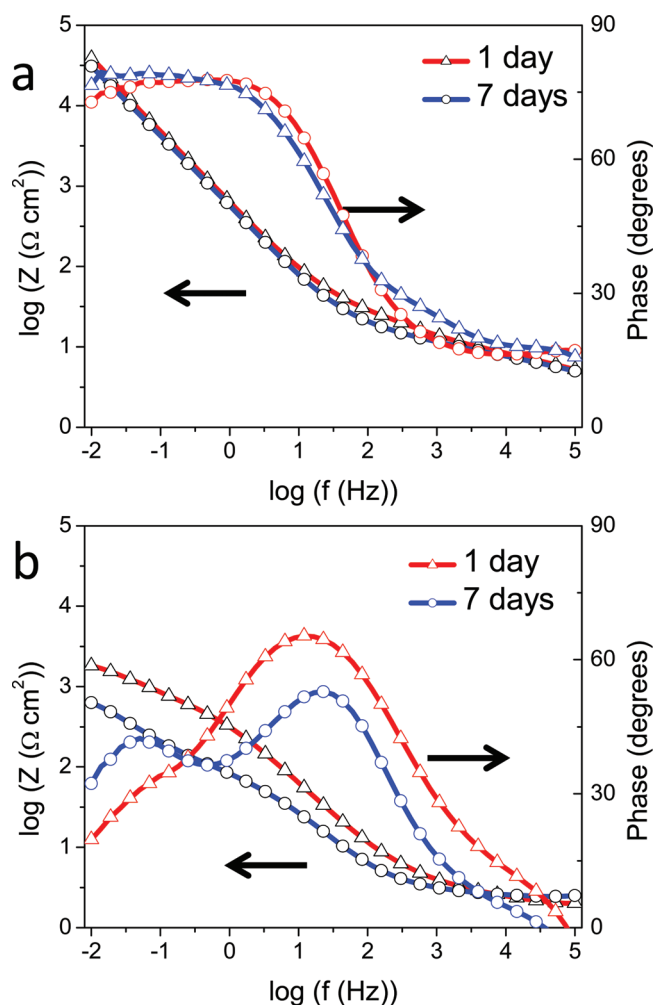 a
1 day
7 days
log (Z (Ω cm²))
5
4
3
2
1
0
90
60
30
0
Phase (degrees)
-2 -1 0 1 2 3 4 5
log (f (Hz))
b
1 day
7 days
log (Z (Ω cm²))
5
4
3
2
1
0
90
60
30
0
Phase (degrees)
-2 -1 0 1 2 3 4 5
log (f (Hz))